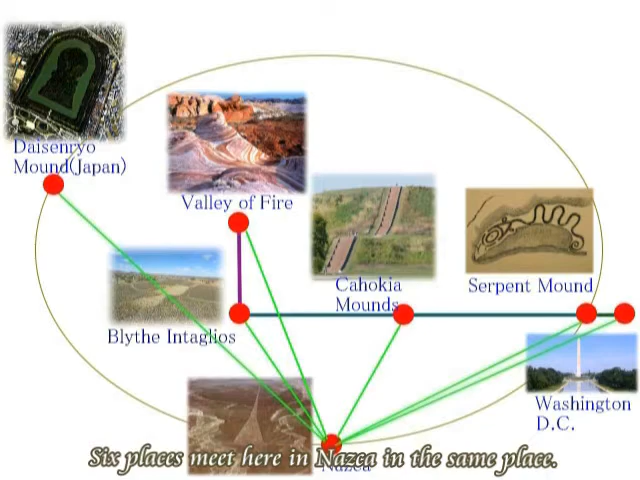 Daisenryo
Mound(Japan)
Valley of Fire
Cahokia
Mounds
Serpent Mound
Blythe Intaglios
Washington
D.C.
Nazca
Six places meet here in Nazca in the same place.